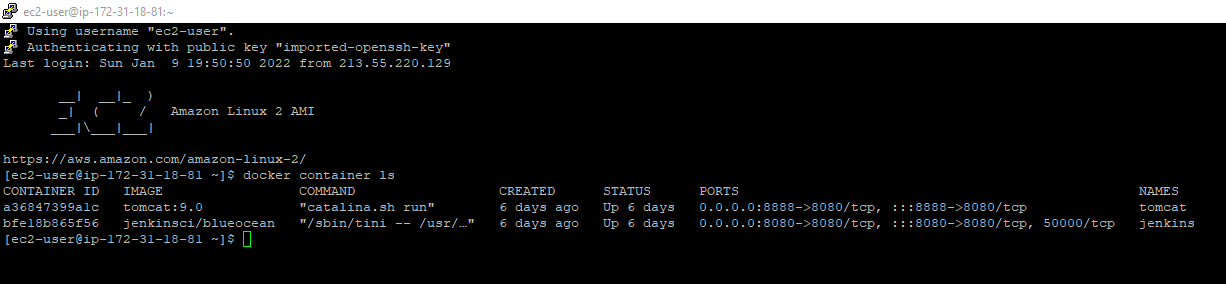 ec2-user@ip-172-31-18-81:~
Using username "ec2-user".
Authenticating with public key "imported-openssh-key"
Last login: Sun Jan  9 19:50:50 2022 from 213.55.220.129
       __|  __|_  )
       _|  (     /   Amazon Linux 2 AMI
      ___|\___|___|
https://aws.amazon.com/amazon-linux-2/
[ec2-user@ip-172-31-18-81 ~]$ docker container ls
CONTAINER ID   IMAGE                 COMMAND                  CREATED      STATUS      PORTS                                                  NAMES
a36847399a1c   tomcat:9.0            "catalina.sh run"        6 days ago   Up 6 days   0.0.0.0:8888->8080/tcp, :::8888->8080/tcp              tomcat
bfe18b865f56   jenkinsci/blueocean   "/sbin/tini -- /usr/…"   6 days ago   Up 6 days   0.0.0.0:8080->8080/tcp, :::8080->8080/tcp, 50000/tcp   jenkins
[ec2-user@ip-172-31-18-81 ~]$